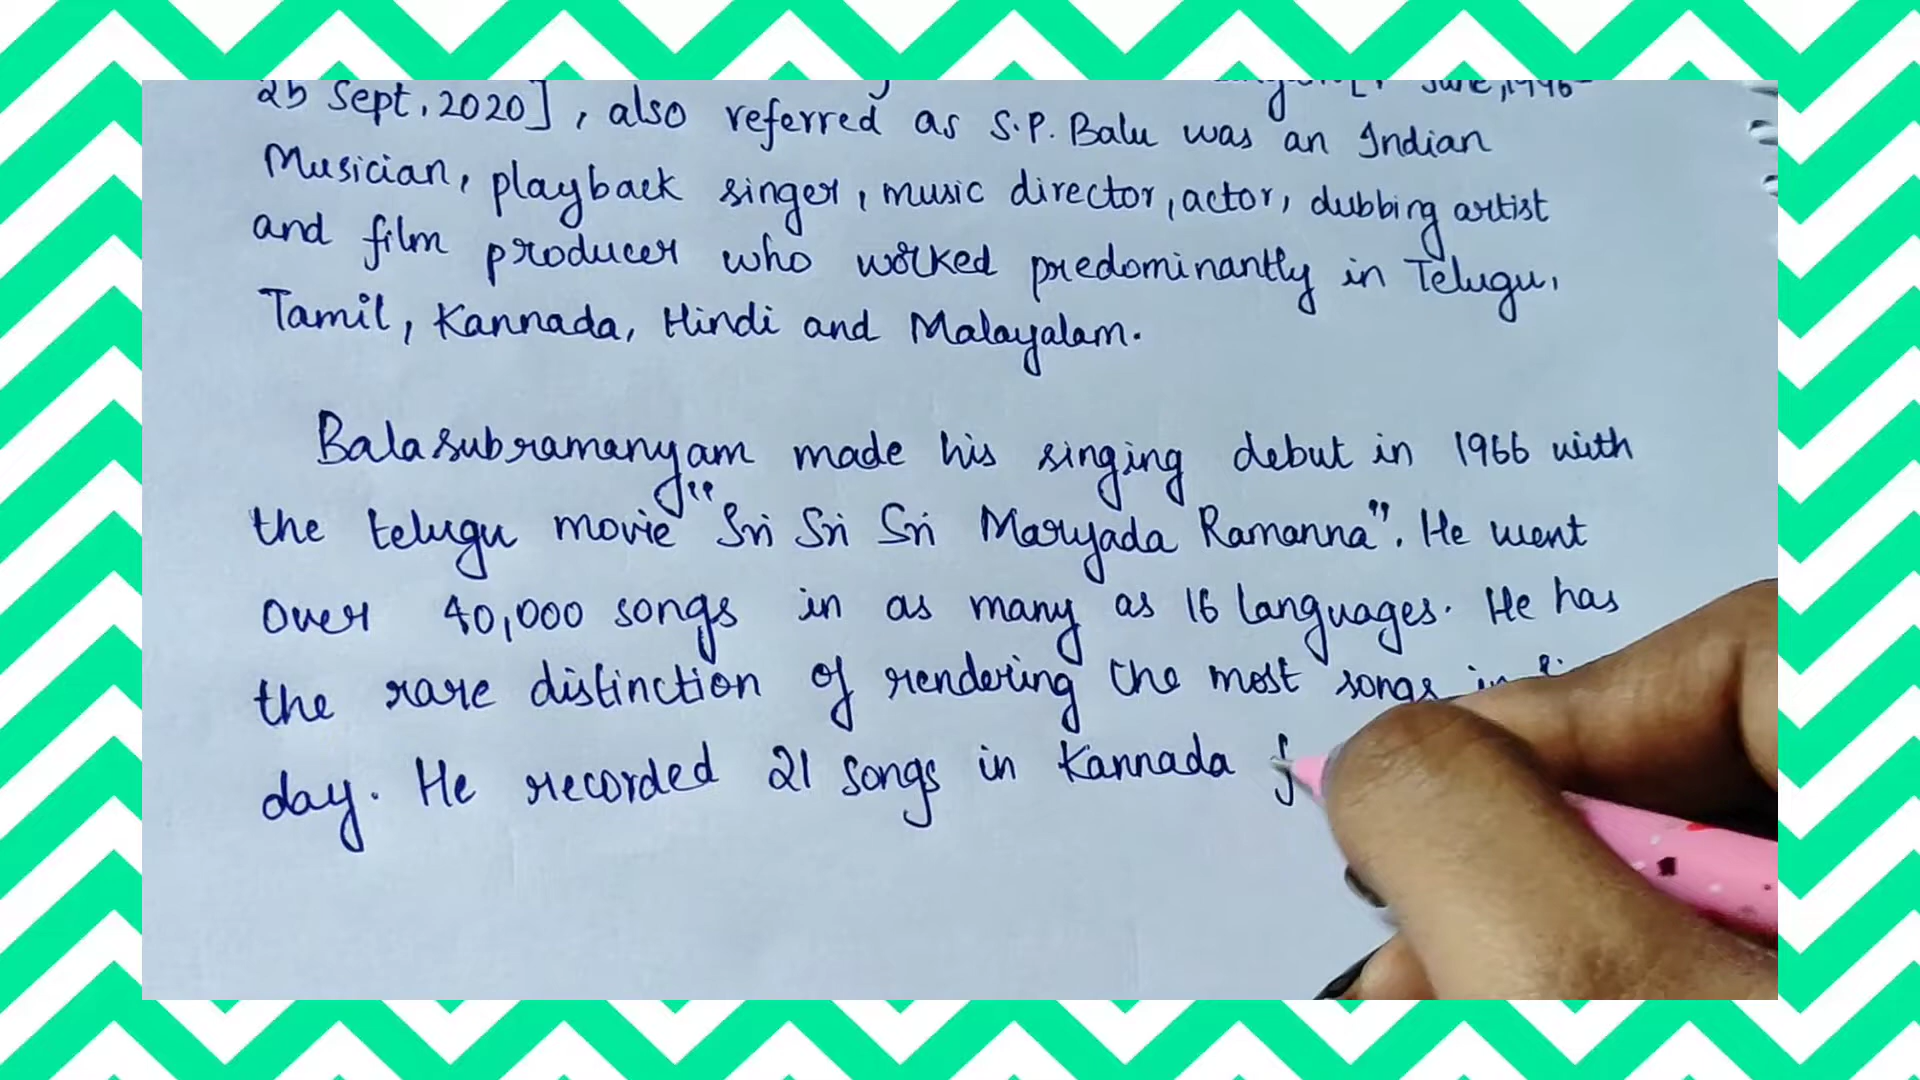 25 Sept, 2020], also referred as S.P. Balu was an Indian
Musician, playback singer, music director, actor, dubbing artist
and film producer who worked predominantly in Telugu,
Tamil, Kannada, Hindi and Malayalam.
Balasubramanyam made his singing debut in 1966 with
the telugu movie "Sri Sri Sri Maryada Ramanna". He went
over 40,000 songs in as many as 16 languages. He has
the rare distinction of rendering the most songs in
day. He recorded 21 songs in Kannada